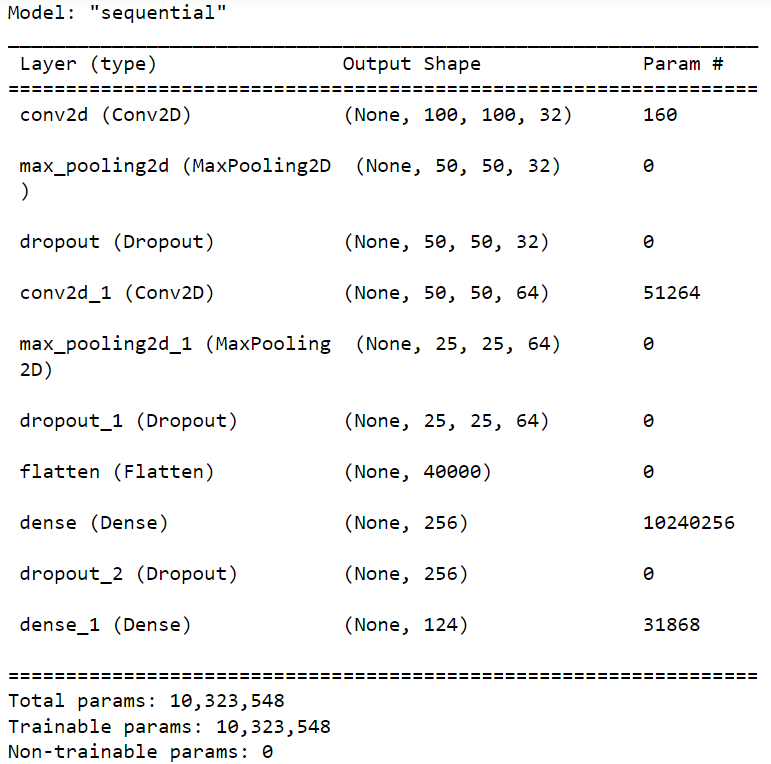 Model: "sequential"
_________________________________________________________________
Layer (type) Output Shape Param #
=================================================================
conv2d (Conv2D) (None, 100, 100, 32) 160
max_pooling2d (MaxPooling2D (None, 50, 50, 32) 0
)
dropout (Dropout) (None, 50, 50, 32) 0
conv2d_1 (Conv2D) (None, 50, 50, 64) 51264
max_pooling2d_1 (MaxPooling (None, 25, 25, 64) 0
2D)
dropout_1 (Dropout) (None, 25, 25, 64) 0
flatten (Flatten) (None, 40000) 0
dense (Dense) (None, 256) 10240256
dropout_2 (Dropout) (None, 256) 0
dense_1 (Dense) (None, 124) 31868
=================================================================
Total params: 10,323,548
Trainable params: 10,323,548
Non-trainable params: 0